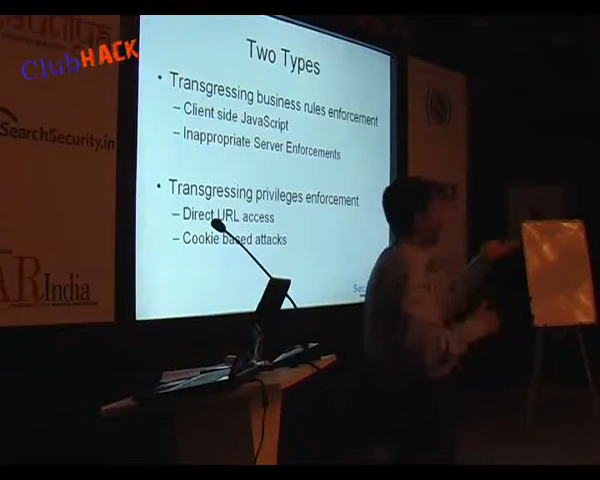 ClubHACK
SearchSecurity.in
AR India
Two Types
• Transgressing business rules enforcement
– Client side JavaScript
– Inappropriate Server Enforcements
• Transgressing privileges enforcement
– Direct URL access
– Cookie based attacks